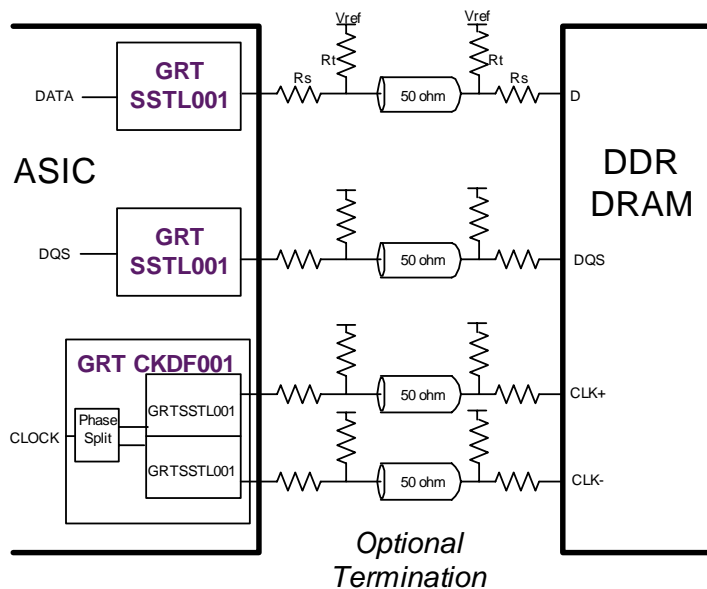 Vref
Vref
GRT
SSTL001
Rt
Rt
Rs
Rs
DATA
50 ohm
D
ASIC
DDR
DRAM
GRT
SSTL001
DQS
50 ohm
DQS
GRT CKDF001
GRTSSTL001
50 ohm
CLK+
Phase
Split
CLOCK
GRTSSTL001
50 ohm
CLK-
Optional
Termination